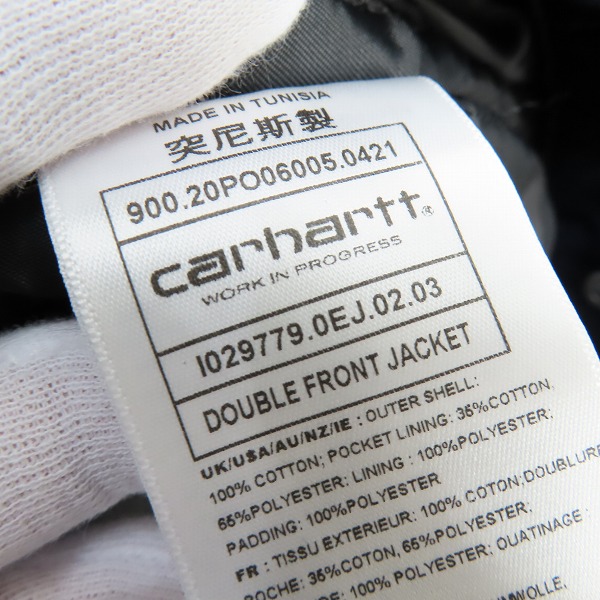 MADE IN TUNISIA
突尼斯製
900.20PO06005.0421
carhartt®
WORK IN PROGRESS
I029779.0EJ.02.03
DOUBLE FRONT JACKET
UK/USA/AU/NZ/IE : OUTER SHELL:
100% COTTON; POCKET LINING: 35%COTTON,
65%POLYESTER; LINING : 100%POLYESTER;
PADDING: 100%POLYESTER
FR : TISSU EXTERIEUR: 100% COTON;DOUBLURE
POCHE: 35%COTON, 65%POLYESTER;
DE: 100% POLYESTER, OUATINAGE :